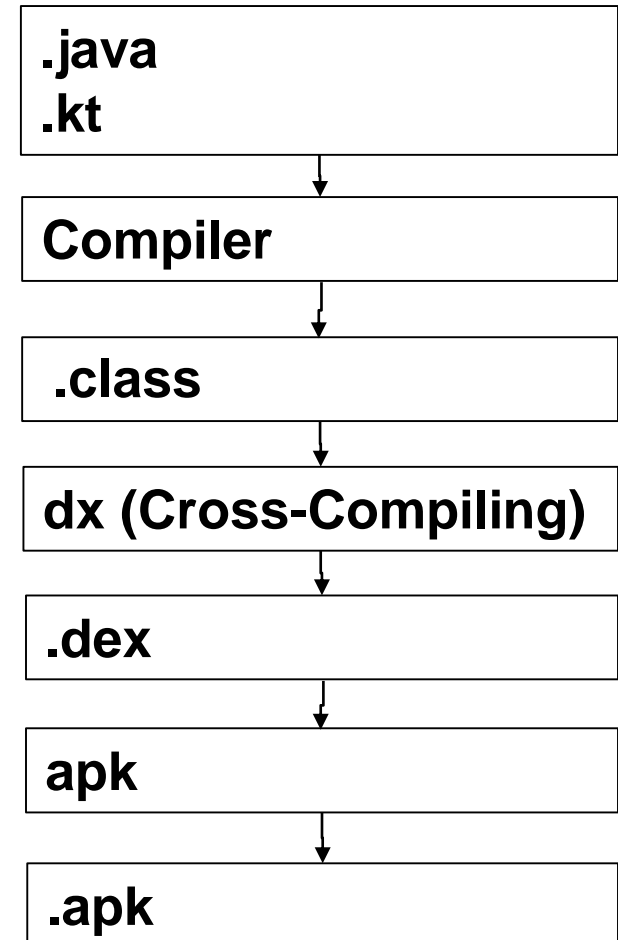 .java
.kt
Compiler
.class
dx (Cross-Compiling)
.dex
apk
.apk